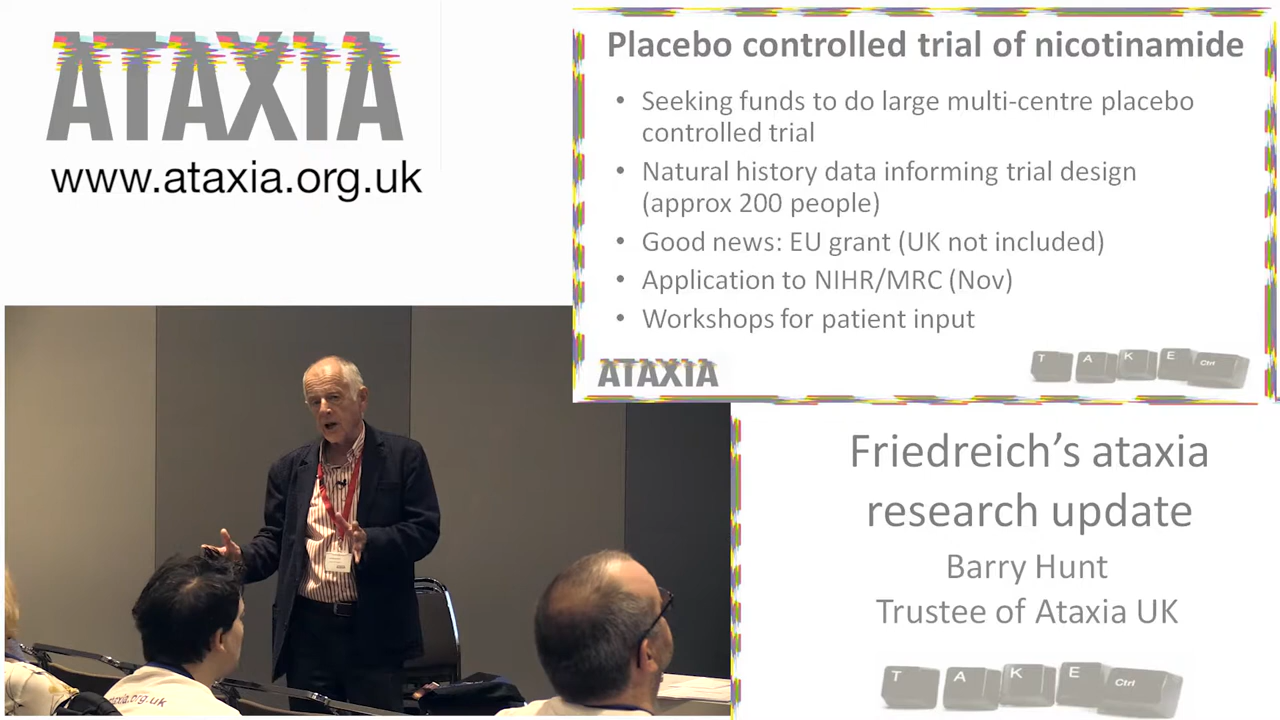 ATAXIA
www.ataxia.org.uk
Placebo controlled trial of nicotinamide
• Seeking funds to do large multi-centre placebo
controlled trial
• Natural history data informing trial design
(approx 200 people)
• Good news: EU grant (UK not included)
• Application to NIHR/MRC (Nov)
• Workshops for patient input
ATAXIA
T A K E Ctrl
Friedreich's ataxia
research update
Barry Hunt
Trustee of Ataxia UK
T A K E Ctrl
ataxia.org.uk